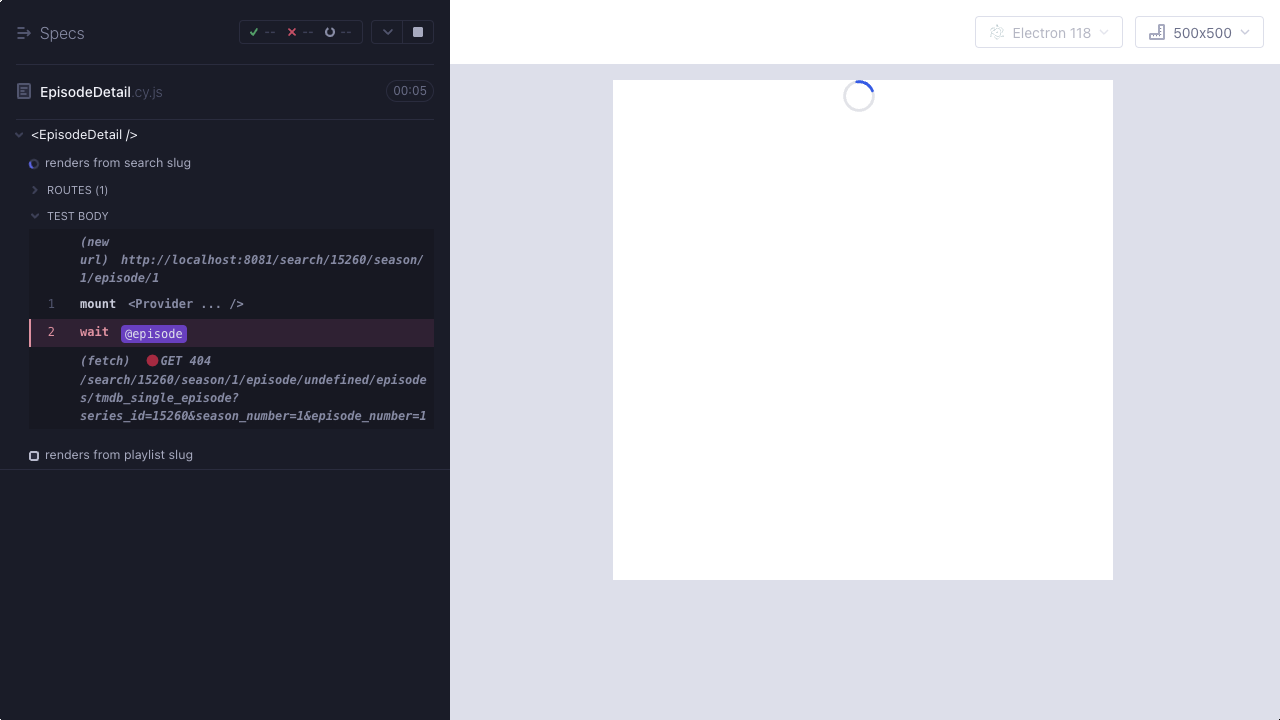 Specs
--
--
--
Electron 118
500x500
EpisodeDetail.cy.js
00:05
<EpisodeDetail />
renders from search slug
ROUTES (1)
TEST BODY
(new
url) http://localhost:8081/search/15260/season/
1/episode/1
1 mount <Provider ... />
2 wait @episode
(fetch) GET 404
/search/15260/season/1/episode/undefined/episode
s/tmdb_single_episode?
series_id=15260&season_number=1&episode_number=1
renders from playlist slug